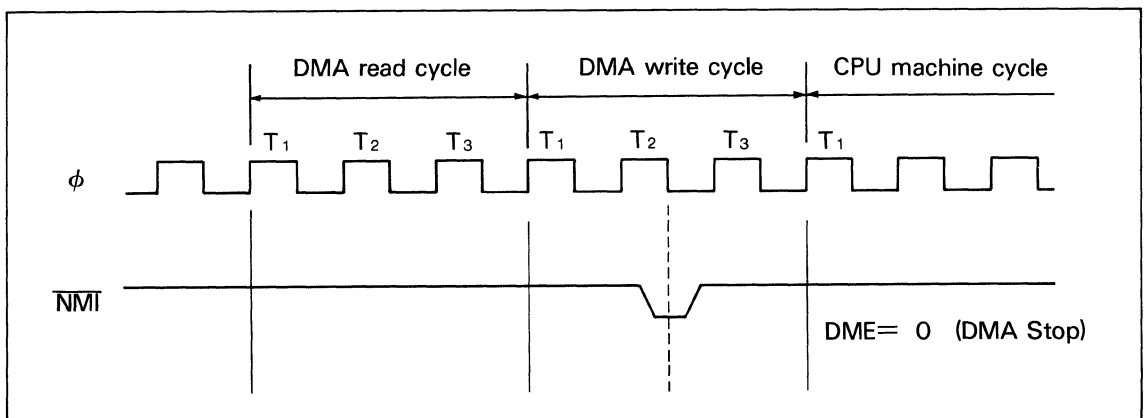 DMA read cycle DMA write cycle CPU machine cycle
T₁ T₂ T₃ T₁ T₂ T₃ T₁
φ
N̅M̅I̅
DME= 0 (DMA Stop)